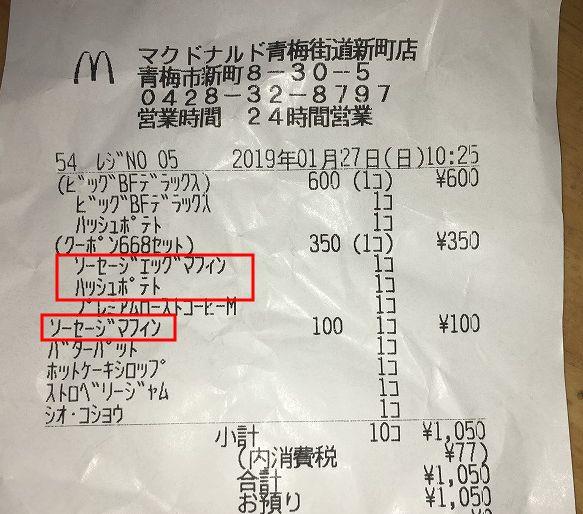 マクドナルド青梅街道新町店
青梅市新町8-30-5
0428-32-8797
営業時間 24時間営業
54 ﾚｼﾞNO 05 2019年01月27日(日)10:25
(ﾋﾞｯｸﾞBFﾃﾞﾗｯｸｽ) 600 (1ｺ) ¥600
ﾋﾞｯｸﾞBFﾃﾞﾗｯｸｽ 1ｺ
ﾊｯｼｭﾎﾟﾃﾄ 1ｺ
(ｸｰﾎﾟﾝ668ｾｯﾄ) 350 (1ｺ) ¥350
ｿｰｾｰｼﾞｴｯｸﾞﾏﾌｨﾝ 1ｺ
ﾊｯｼｭﾎﾟﾃﾄ 1ｺ
ﾌﾟﾚﾐｱﾑﾛｰｽﾄｺｰﾋｰM 1ｺ
ｿｰｾｰｼﾞﾏﾌｨﾝ 100 1ｺ ¥100
ﾊﾞﾀｰﾊﾟｯﾄ 1ｺ
ﾎｯﾄｹｰｷｼﾛｯﾌﾟ 1ｺ
ｽﾄﾛﾍﾞﾘｰｼﾞｬﾑ 1ｺ
ｼｵ･ｺｼｮｳ 1ｺ
小計 10ｺ ¥1,050
(内消費税 ¥77)
合計 ¥1,050
お預り ¥1,050